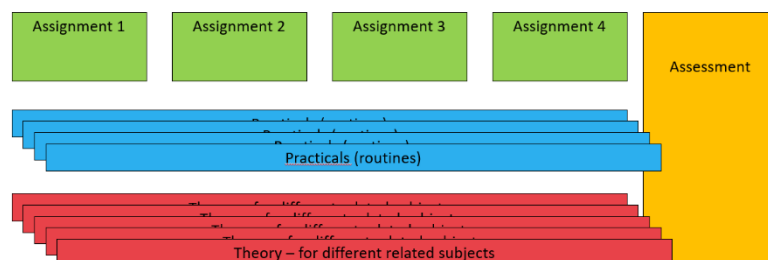 Assignment 1
Assignment 2
Assignment 3
Assignment 4
Assessment
Practicals (routines)
Theory – for different related subjects